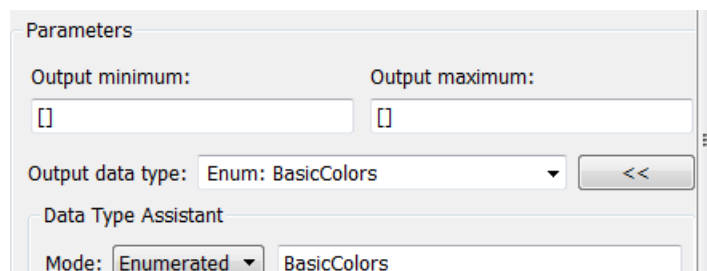 Parameters
Output minimum: Output maximum:
[] []
Output data type: Enum: BasicColors <<
Data Type Assistant
Mode: Enumerated BasicColors